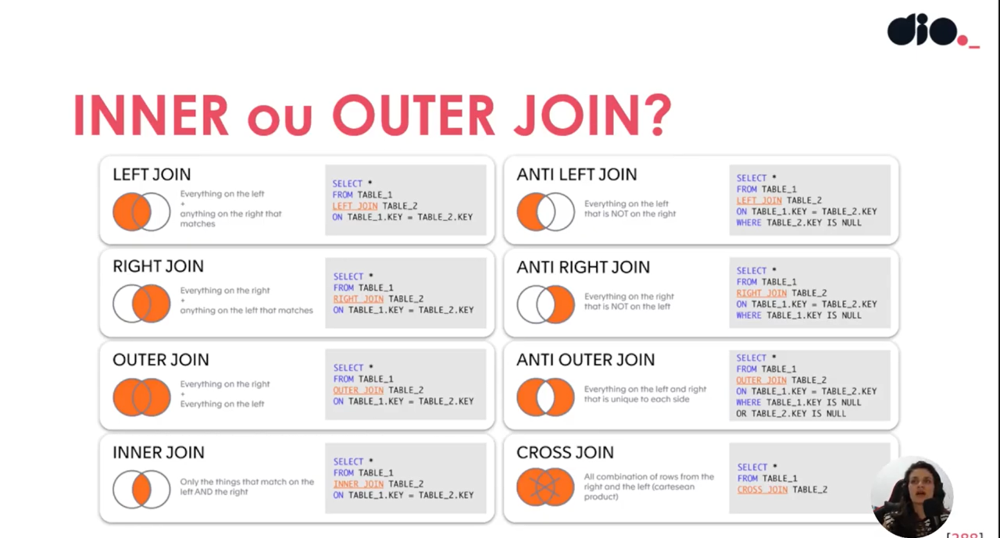 dio._
INNER ou OUTER JOIN?
LEFT JOIN
Everything on the left
+
anything on the right that
matches
SELECT *
FROM TABLE_1
LEFT JOIN TABLE_2
ON TABLE_1.KEY = TABLE_2.KEY
ANTI LEFT JOIN
Everything on the left
that is NOT on the right
SELECT *
FROM TABLE_1
LEFT JOIN TABLE_2
ON TABLE_1.KEY = TABLE_2.KEY
WHERE TABLE_2.KEY IS NULL
RIGHT JOIN
Everything on the right
+
anything on the left that matches
SELECT *
FROM TABLE_1
RIGHT JOIN TABLE_2
ON TABLE_1.KEY = TABLE_2.KEY
ANTI RIGHT JOIN
Everything on the right
that is NOT on the left
SELECT *
FROM TABLE_1
RIGHT JOIN TABLE_2
ON TABLE_1.KEY = TABLE_2.KEY
WHERE TABLE_1.KEY IS NULL
OUTER JOIN
Everything on the right
+
Everything on the left
SELECT *
FROM TABLE_1
OUTER JOIN TABLE_2
ON TABLE_1.KEY = TABLE_2.KEY
ANTI OUTER JOIN
Everything on the left and right
that is unique to each side
SELECT *
FROM TABLE_1
OUTER JOIN TABLE_2
ON TABLE_1.KEY = TABLE_2.KEY
WHERE TABLE_1.KEY IS NULL
OR TABLE_2.KEY IS NULL
INNER JOIN
Only the things that match on the
left AND the right
SELECT *
FROM TABLE_1
INNER JOIN TABLE_2
ON TABLE_1.KEY = TABLE_2.KEY
CROSS JOIN
All combination of rows from the
right and the left (cartesean
product)
SELECT *
FROM TABLE_1
CROSS JOIN TABLE_2